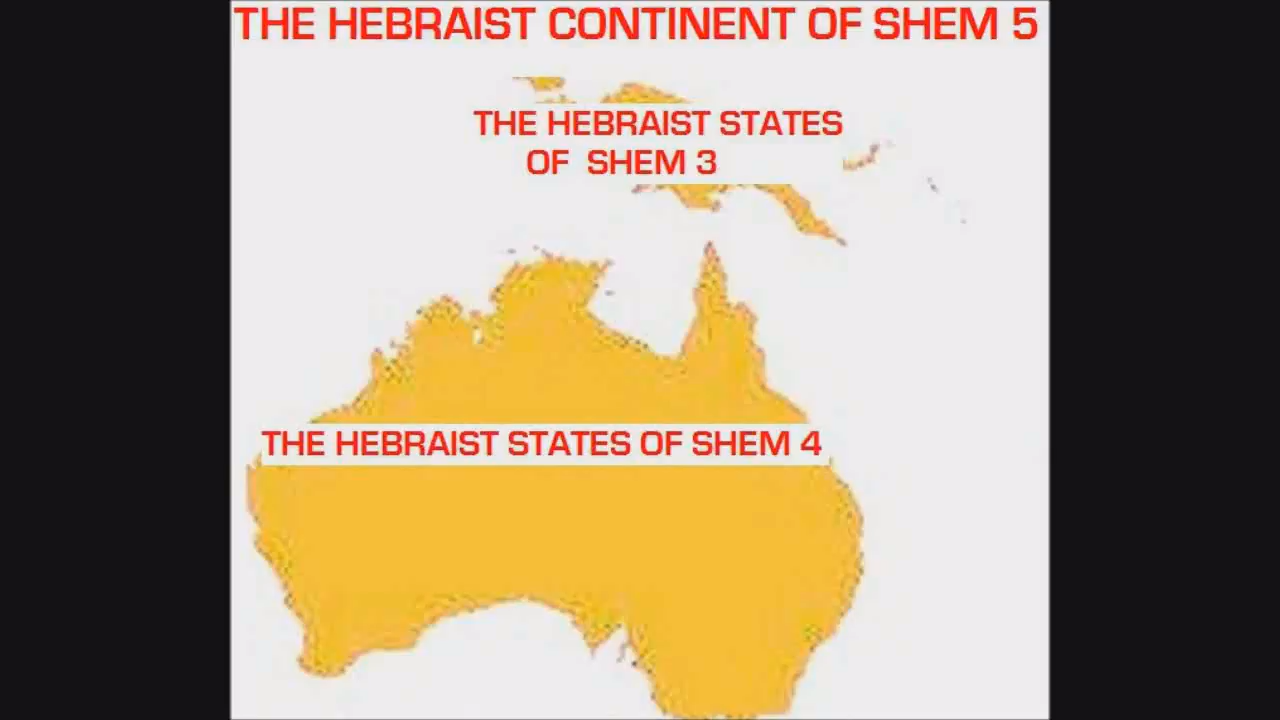 THE HEBRAIST CONTINENT OF SHEM 5
THE HEBRAIST STATES
OF SHEM 3
THE HEBRAIST STATES OF SHEM 4